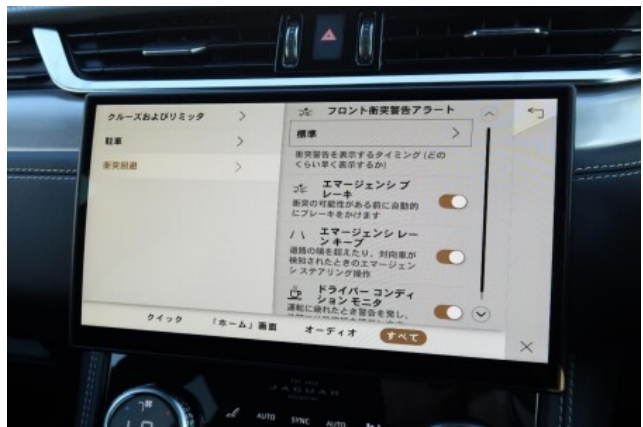 クルーズおよびリミッタ
駐車
衝突回避
フロント衝突警告アラート
標準
衝突警告を表示するタイミング（どの
くらい早く表示するか）
エマージェンシ ブ
レーキ
衝突の可能性がある前に自動的
にブレーキをかけます
エマージェンシ レー
ン キープ
道路の端を超えたり、対向車が
検知されたときのエマージェン
シ ステアリング操作
ドライバー コンディ
ション モニタ
運転に疲れたとき警告を発し、
クイック
「ホーム」画面
オーディオ
すべて
JAGUAR
AUTO
SYNC
AUTO